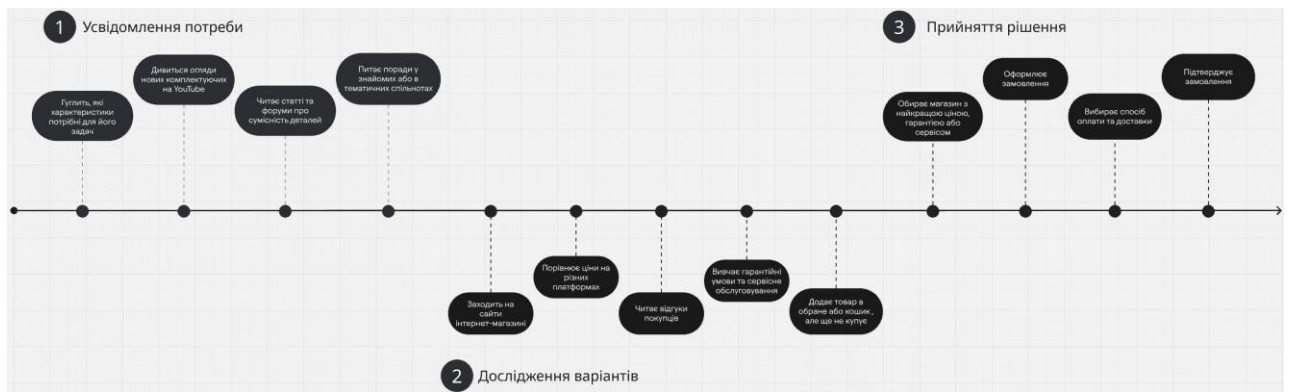 1 Усвідомлення потреби
Гуглить, які
характеристики
потрібні для його
задач
Дивиться огляди
нових комплектуючих
на YouTube
Читає статті та
форуми про
сумісність деталей
Питає поради у
знайомих або в
тематичних спільнотах
Заходить на
сайти
інтернет-магазині
Порівнює ціни на
різних
платформах
Читає відгуки
покупців
Вивчає гарантійні
умови та сервісне
обслуговування
Додає товар в
обране або кошик ,
але ще не купує
2 Дослідження варіантів
3 Прийняття рішення
Обирає магазин з
найкращою ціною,
гарантією або
сервісом
Оформлює
замовлення
Вибирає спосіб
оплати та доставки
Підтверджує
замовлення